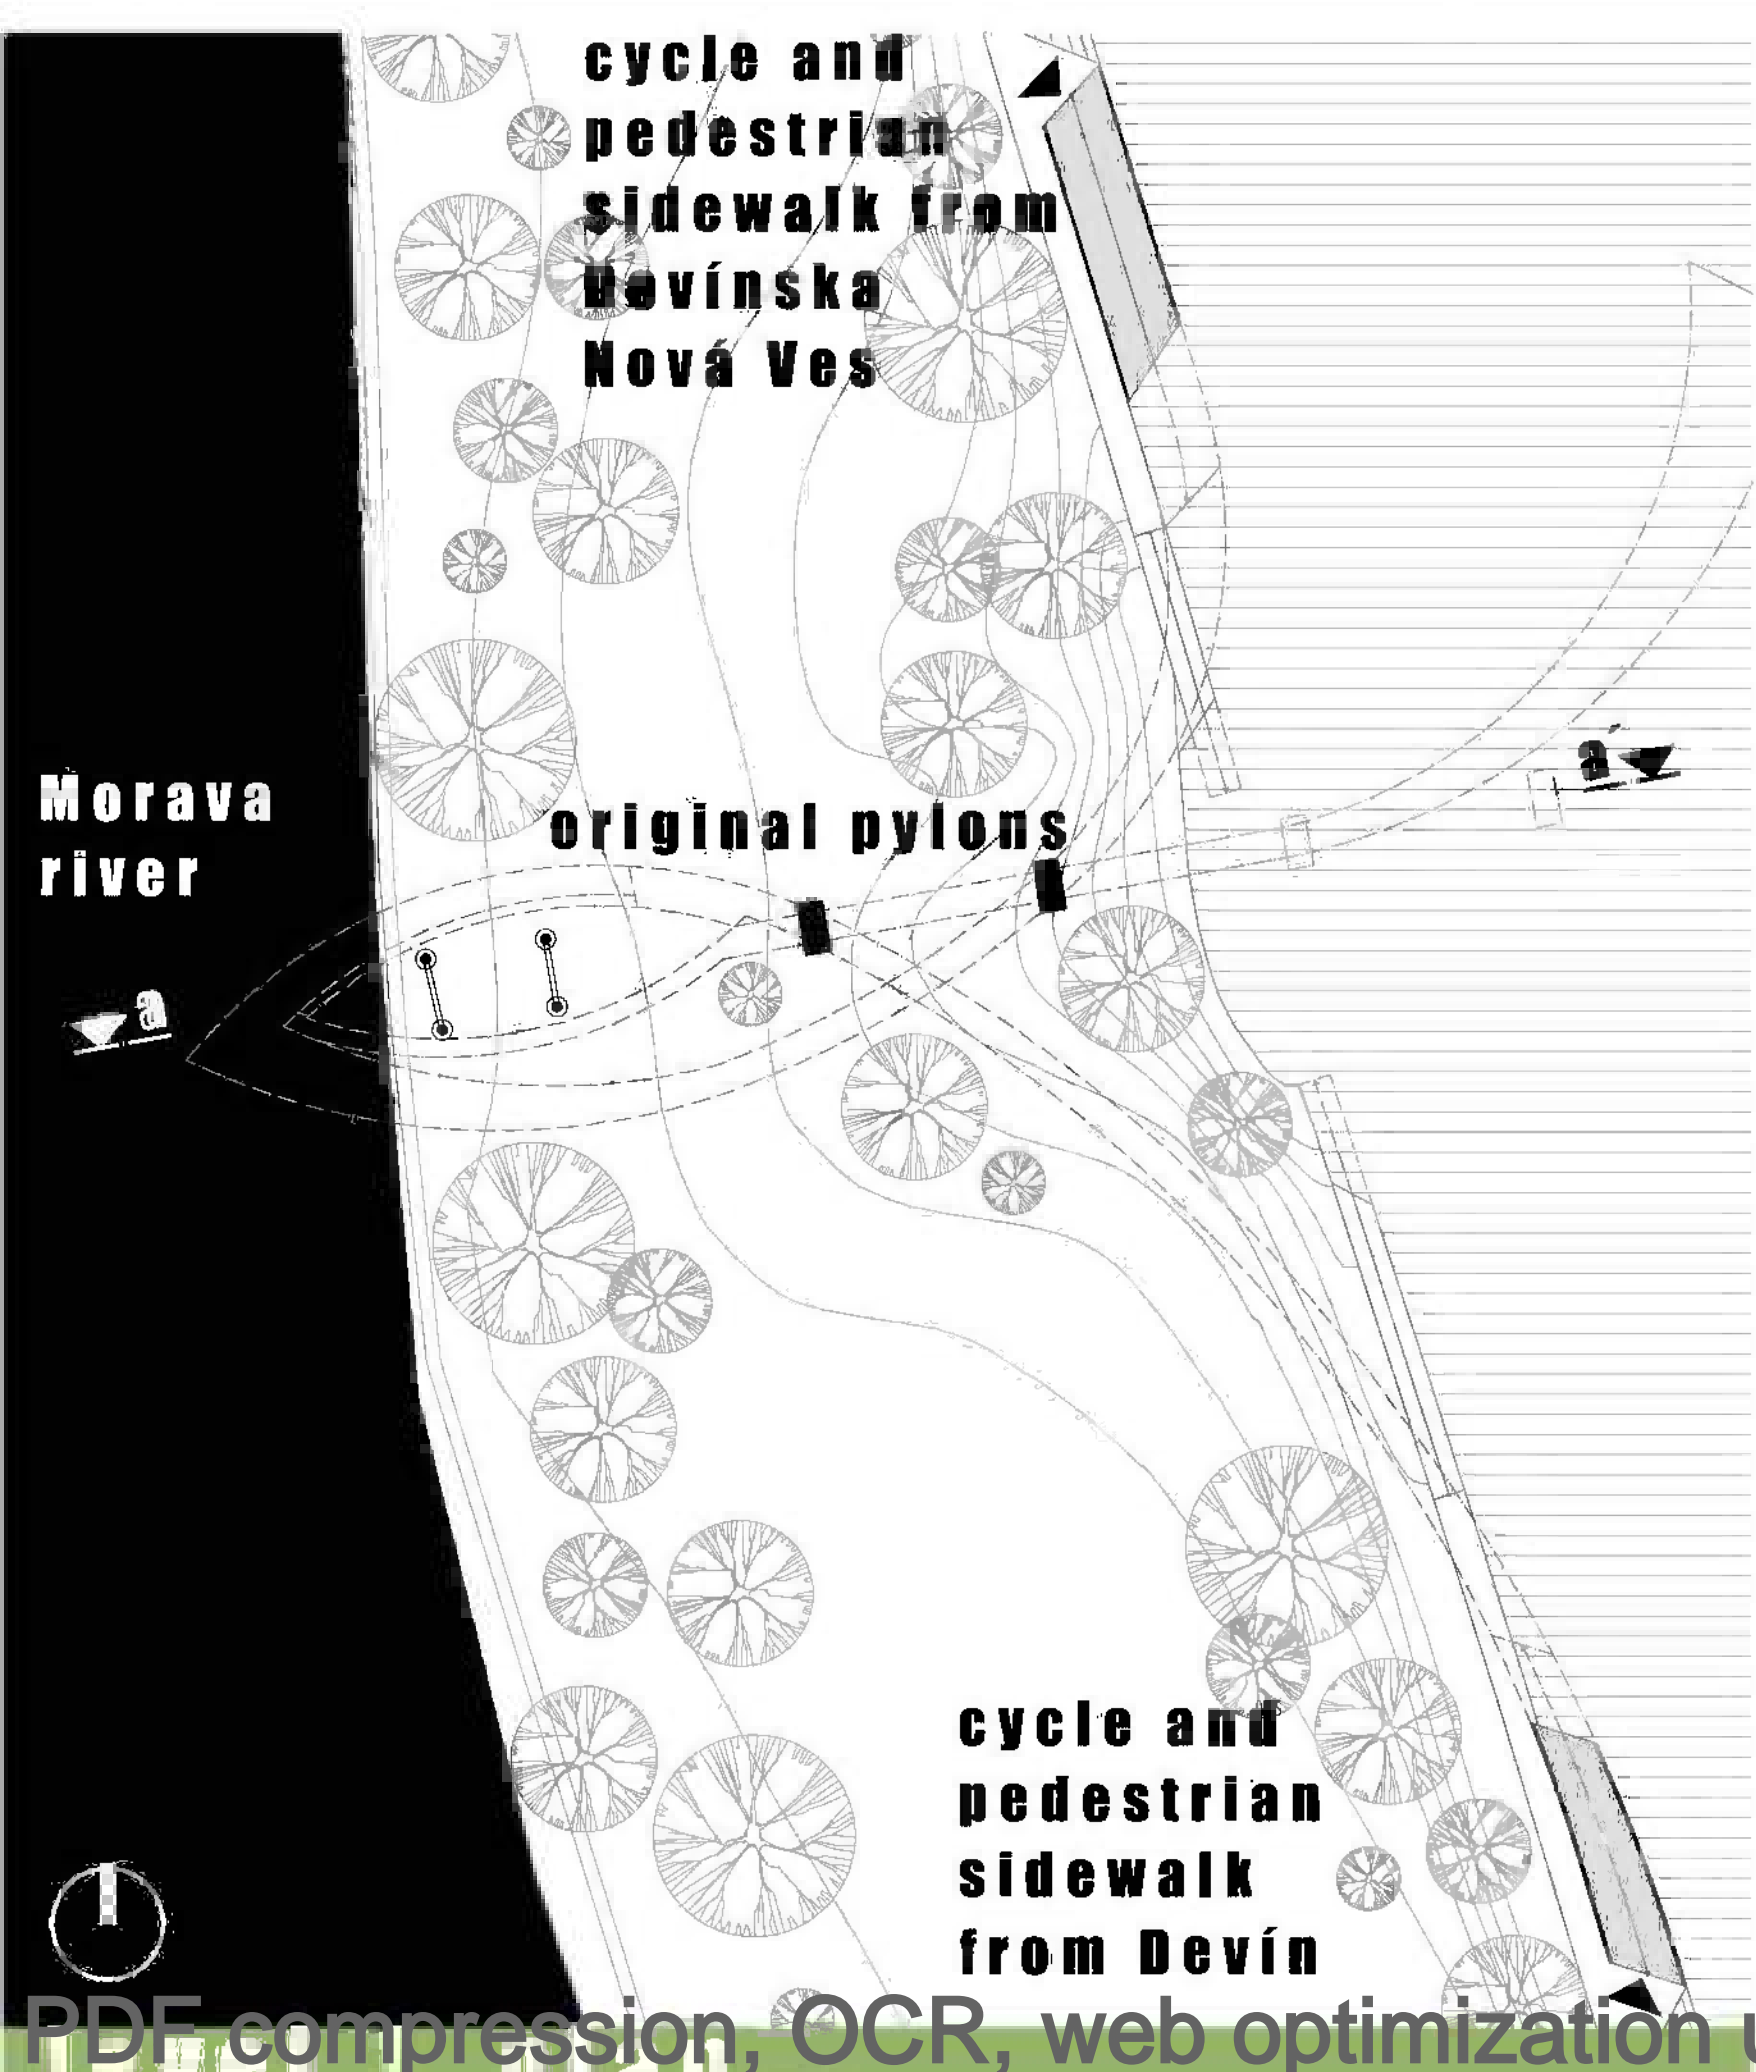 cycle and
pedestrian
sidewalk from
Devínska
Nová Ves
á
Morava
river
original pylons
a
cycle and
pedestrian
sidewalk
from Devín
PDF compression, OCR, web optimization u